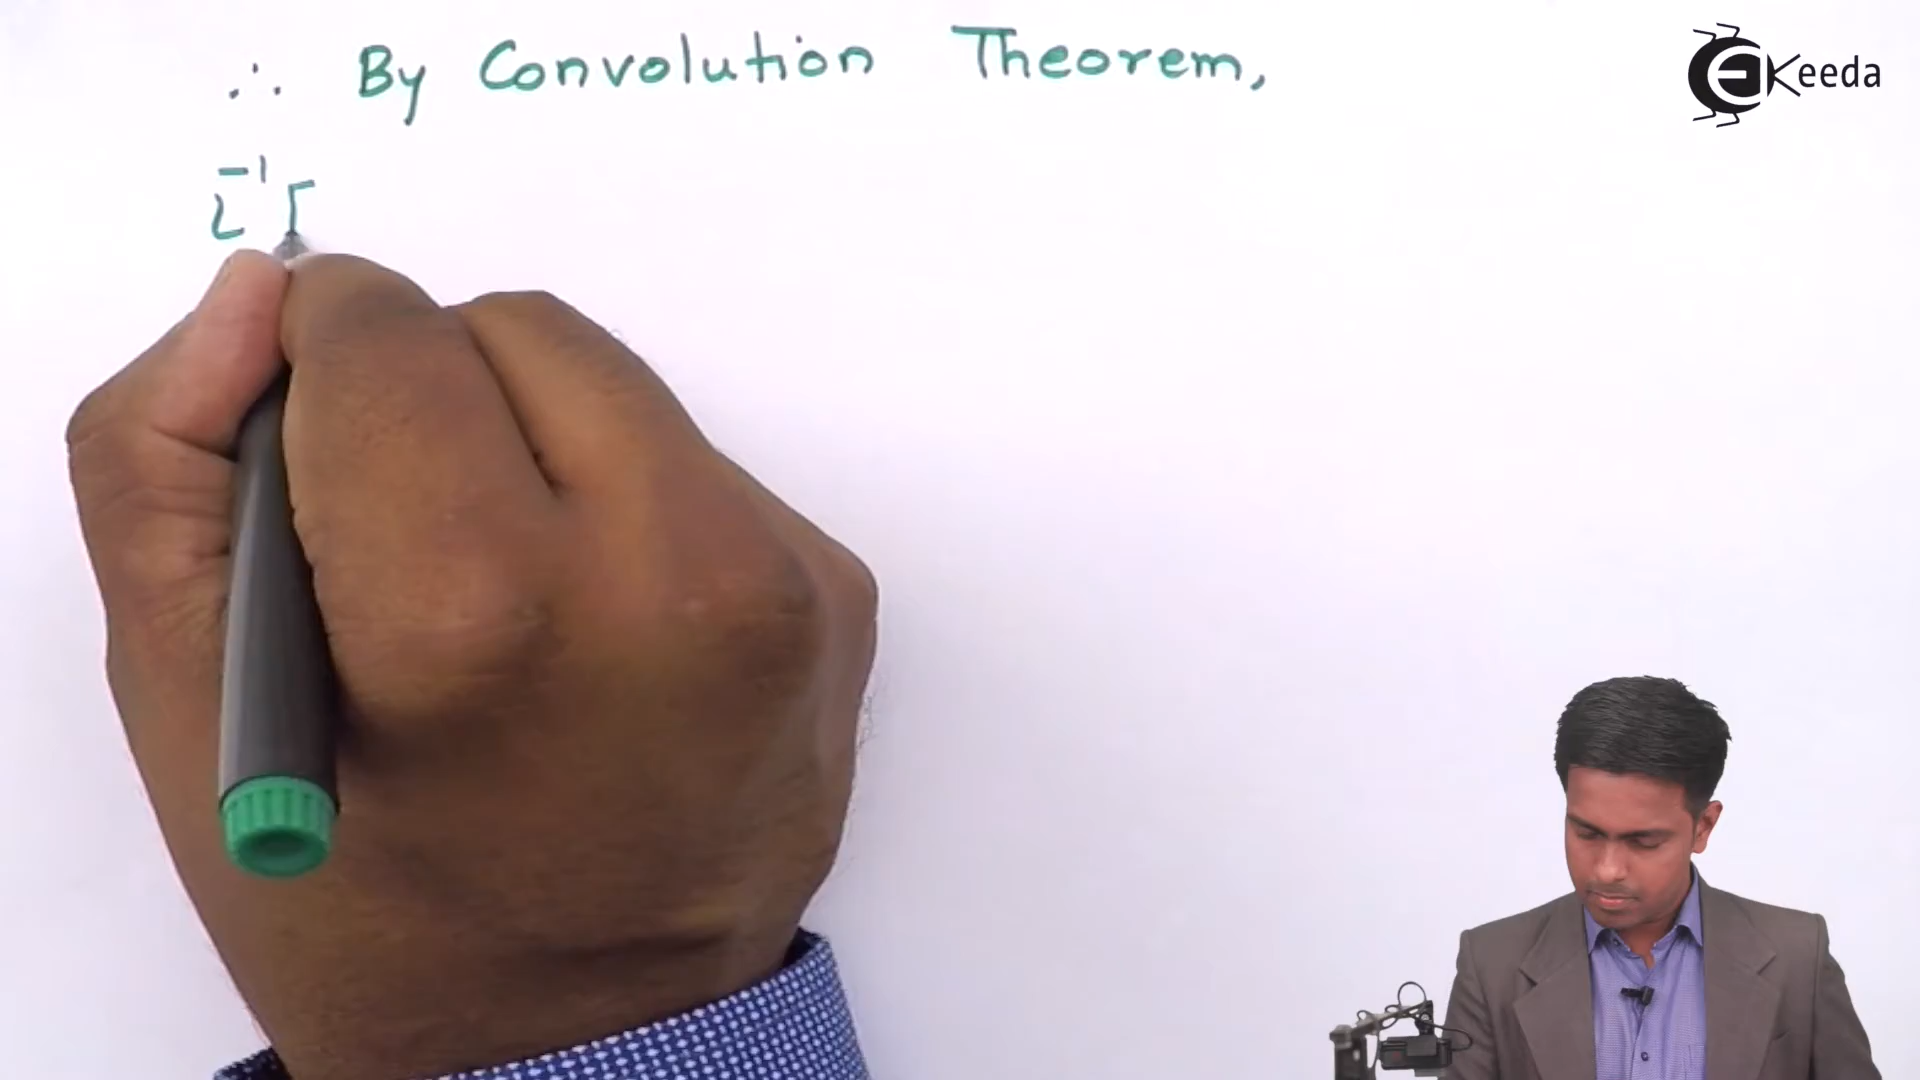 ∴ By Convolution Theorem,
EKeeda
L⁻¹ [